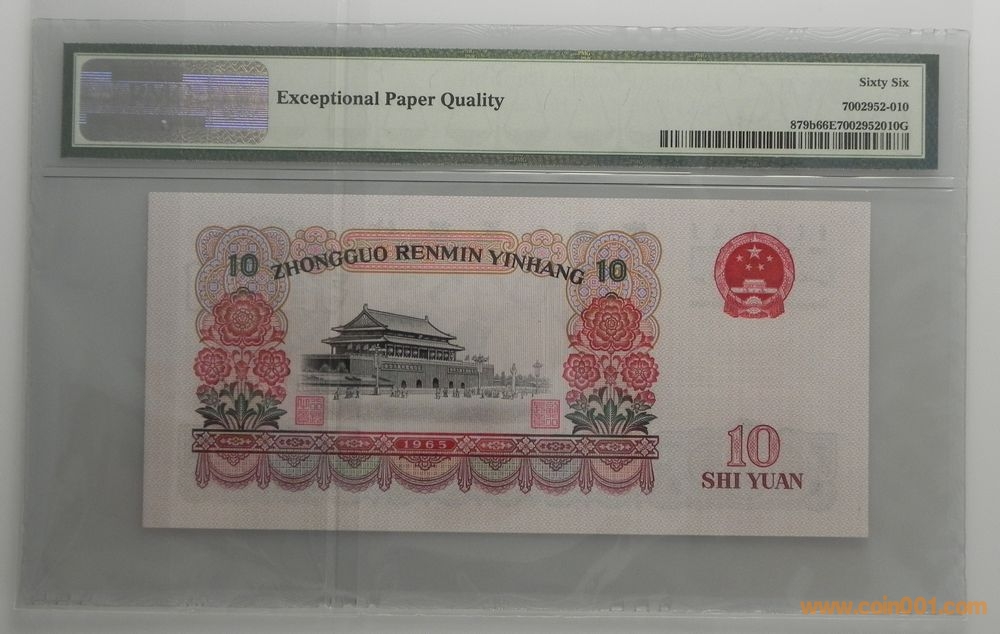 Exceptional Paper Quality
Sixty Six
7002952-010
879b66E7002952010G
10 ZHONGGUO RENMIN YINHANG 10
1965
10
SHI YUAN
www.coin001.com